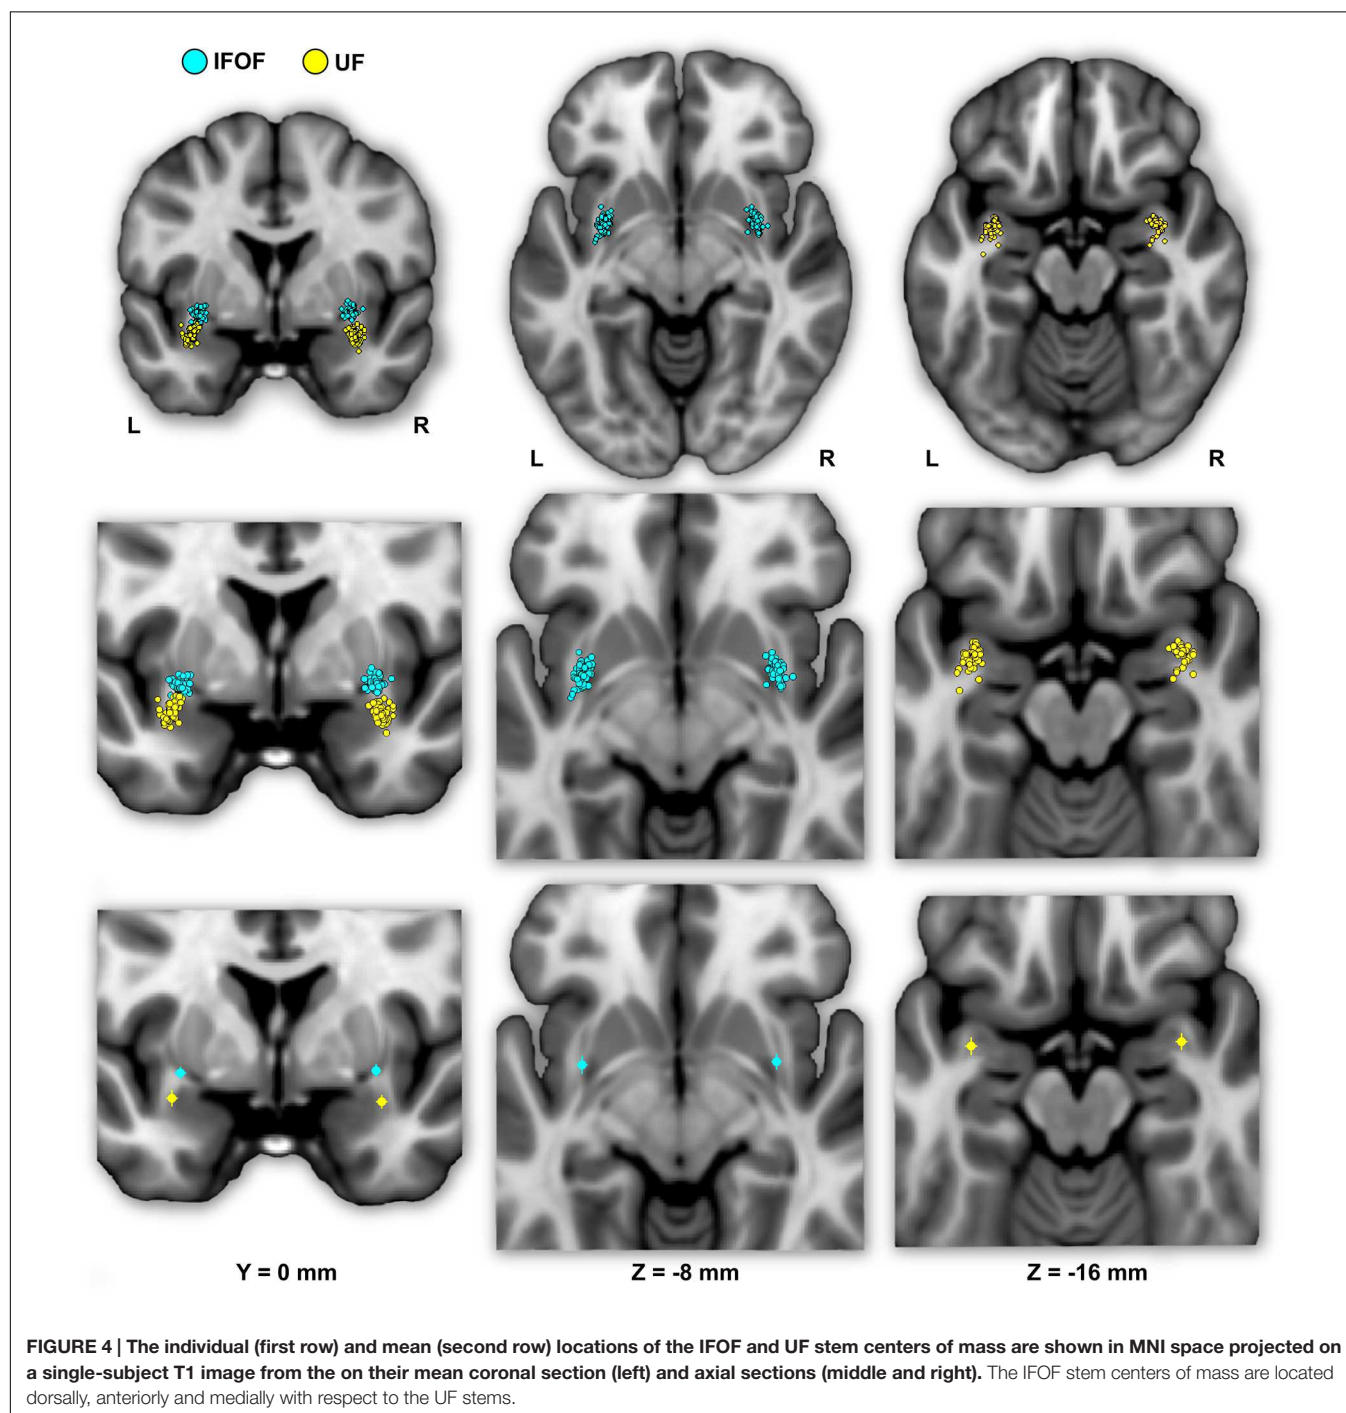 IFOF UF
L R
L R
L R
Y = 0 mm Z = -8 mm Z = -16 mm
FIGURE 4 | The individual (first row) and mean (second row) locations of the IFOF and UF stem centers of mass are shown in MNI space projected on
a single-subject T1 image from the on their mean coronal section (left) and axial sections (middle and right). The IFOF stem centers of mass are located
dorsally, anteriorly and medially with respect to the UF stems.